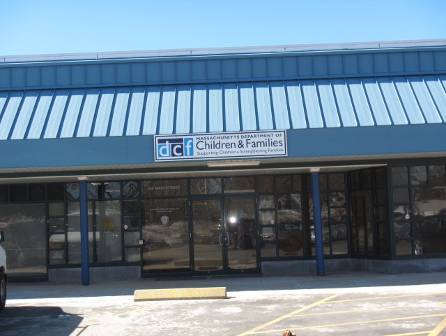 dcf
MASSACHUSETTS DEPARTMENT OF
Children & Families
Supporting Children • Strengthening Families